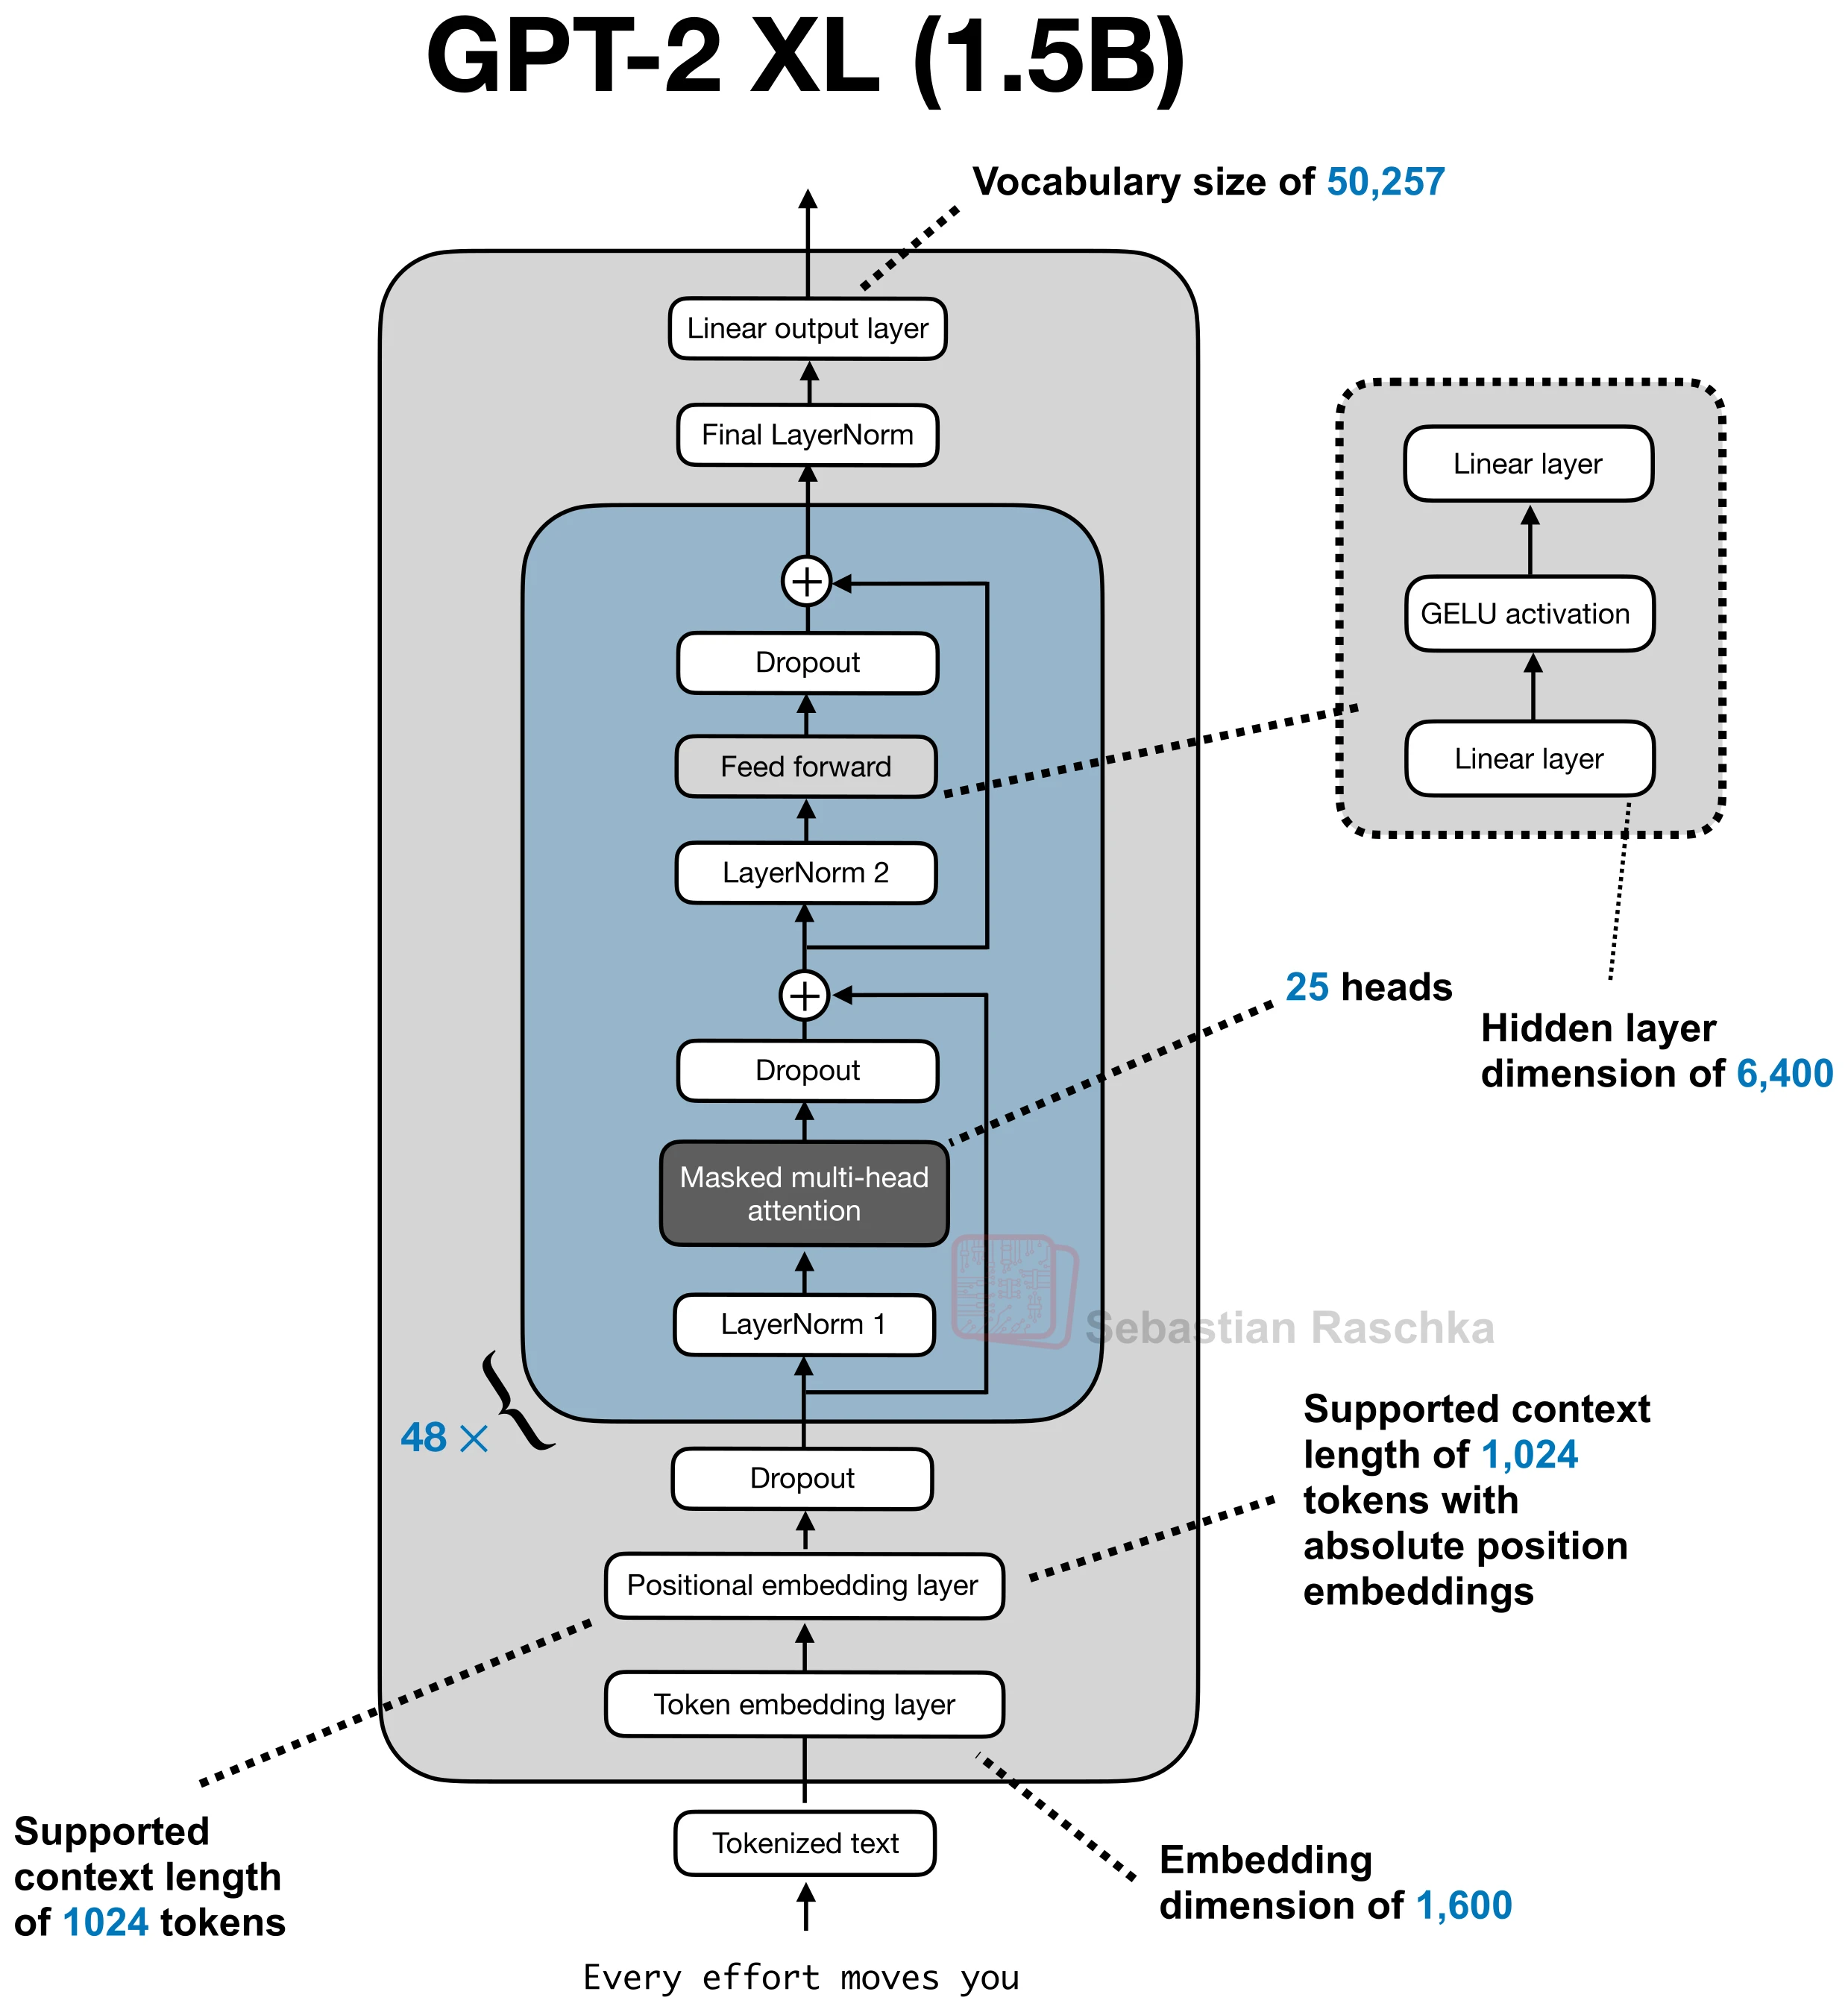 GPT-2 XL (1.5B)
Vocabulary size of 50,257
Linear output layer
Final LayerNorm
Linear layer
GELU activation
Linear layer
Dropout
Feed forward
LayerNorm 2
25 heads
Hidden layer
dimension of 6,400
Dropout
Masked multi-head
attention
LayerNorm 1
Sebastian Raschka
48 ×
Supported context
length of 1,024
tokens with
absolute position
embeddings
Dropout
Positional embedding layer
Token embedding layer
Supported
context length
of 1024 tokens
Tokenized text
Embedding
dimension of 1,600
Every effort moves you